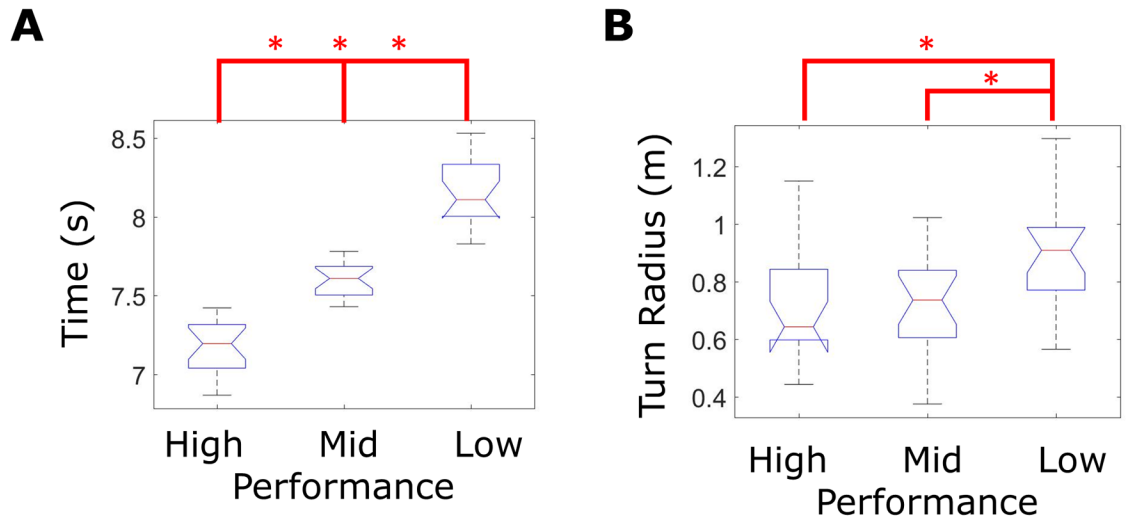 A
* * *
Time (s)
8.5
8
7.5
7
High Mid Low
Performance
B
*
*
Turn Radius (m)
1.2
1
0.8
0.6
0.4
High Mid Low
Performance